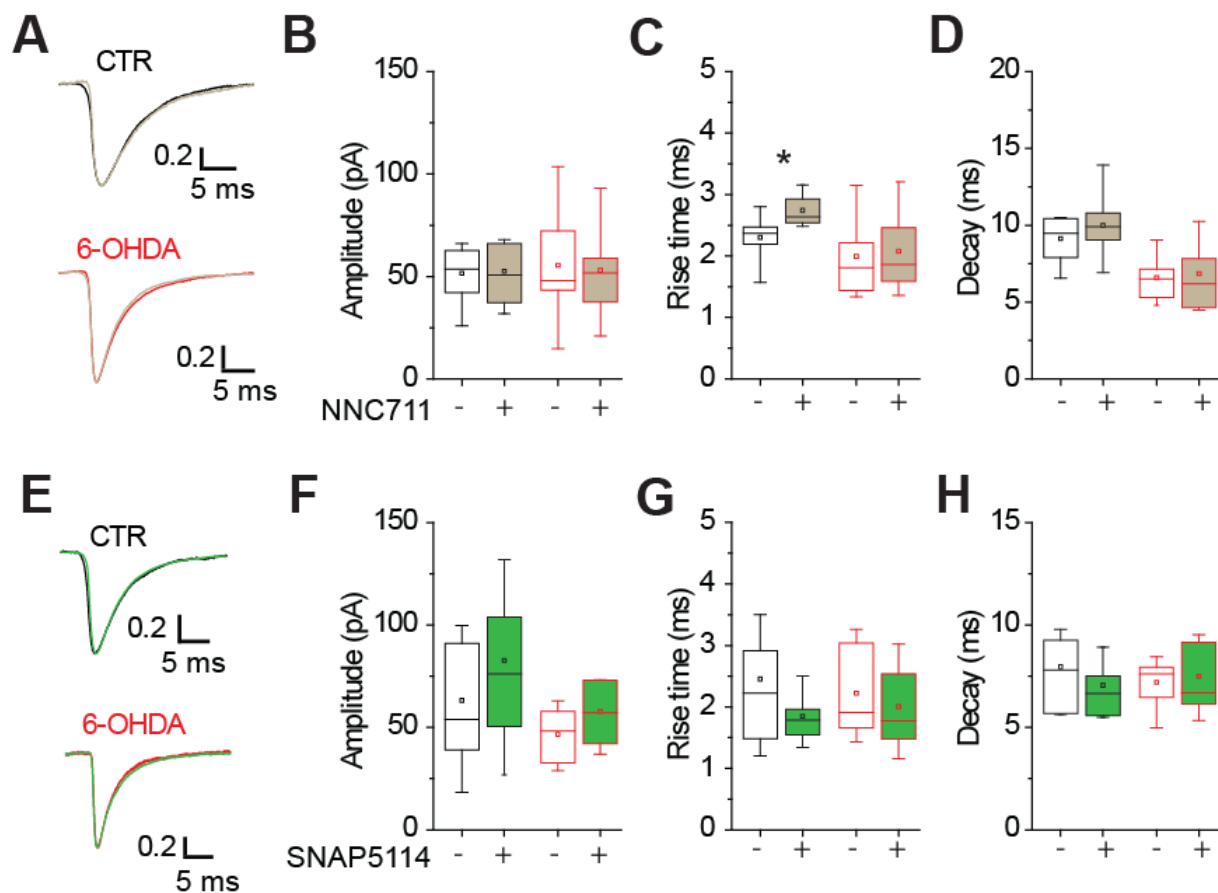 A
CTR
0.2
5 ms
6-OHDA
0.2
5 ms
B
Amplitude (pA)
150
100
50
0
NNC711
- + - +
C
Rise time (ms)
5
4
3
2
1
0
*
- + - +
D
Decay (ms)
20
15
10
5
0
- + - +
E
CTR
0.2
5 ms
6-OHDA
0.2
5 ms
F
Amplitude (pA)
150
100
50
0
SNAP5114
- + - +
G
Rise time (ms)
5
4
3
2
1
0
- + - +
H
Decay (ms)
15
10
5
0
- + - +